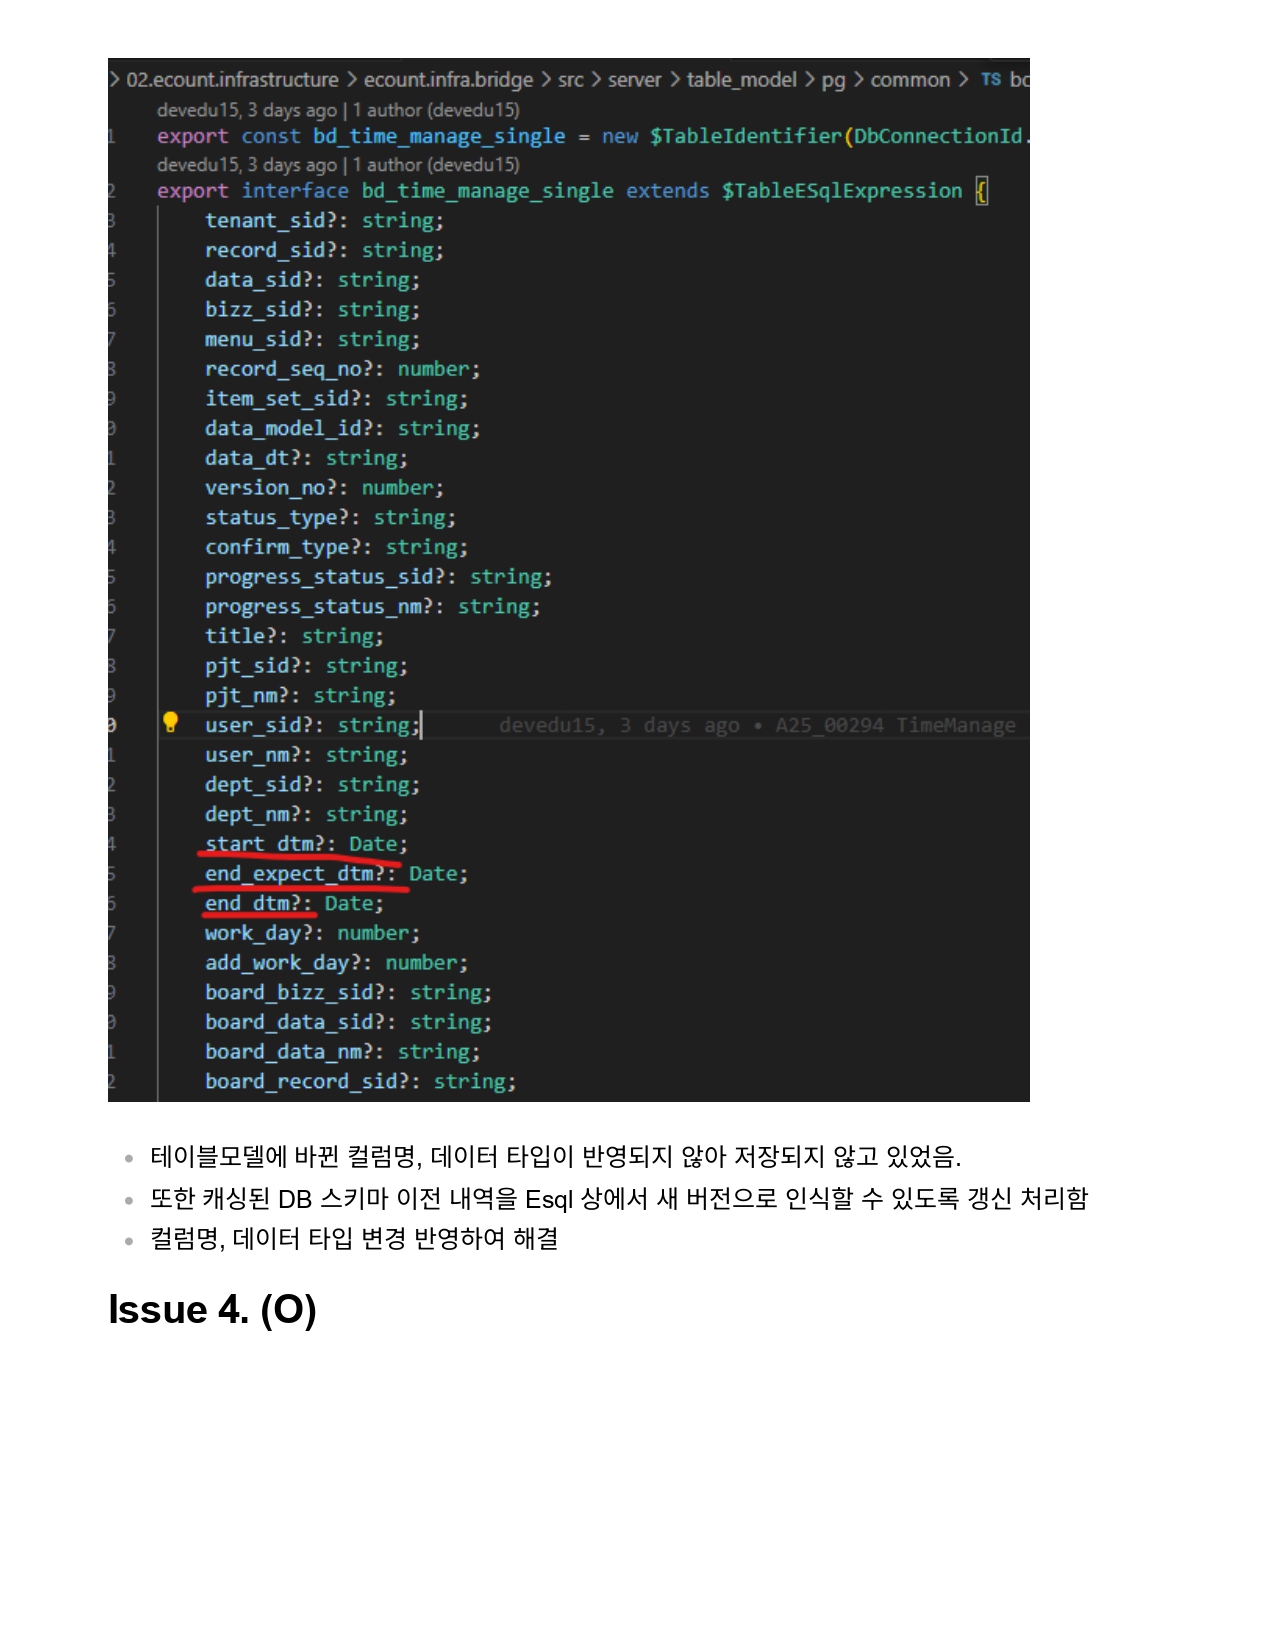 > 02.ecount.infrastructure > ecount.infra.bridge > src > server > table_model > pg > common > TS
devedu15, 3 days ago | 1 author (devedu15)
1 export const bd_time_manage_single = new $TableIdentifier(DbConnectionId.
devedu15, 3 days ago | 1 author (devedu15)
2 export interface bd_time_manage_single extends $TableESqlExpression {
3 tenant_sid?: string;
4 record_sid?: string;
5 data_sid?: string;
6 bizz_sid?: string;
7 menu_sid?: string;
8 record_seq_no?: number;
9 item_set_sid?: string;
0 data_model_id?: string;
1 data_dt?: string;
2 version_no?: number;
3 status_type?: string;
4 confirm_type?: string;
5 progress_status_sid?: string;
6 progress_status_nm?: string;
7 title?: string;
8 pjt_sid?: string;
9 pjt_nm?: string;
0 user_sid?: string; devedu15, 3 days ago • A25_00294 TimeManage
1 user_nm?: string;
2 dept_sid?: string;
3 dept_nm?: string;
4 start_dtm?: Date;
5 end_expect_dtm?: Date;
6 end_dtm?: Date;
7 work_day?: number;
8 add_work_day?: number;
9 board_bizz_sid?: string;
0 board_data_sid?: string;
1 board_data_nm?: string;
2 board_record_sid?: string;
• 테이블모델에 바뀐 컬럼명, 데이터 타입이 반영되지 않아 저장되지 않고 있었음.
• 또한 캐싱된 DB 스키마 이전 내역을 Esql 상에서 새 버전으로 인식할 수 있도록 갱신 처리함
• 컬럼명, 데이터 타입 변경 반영하여 해결
Issue 4. (O)